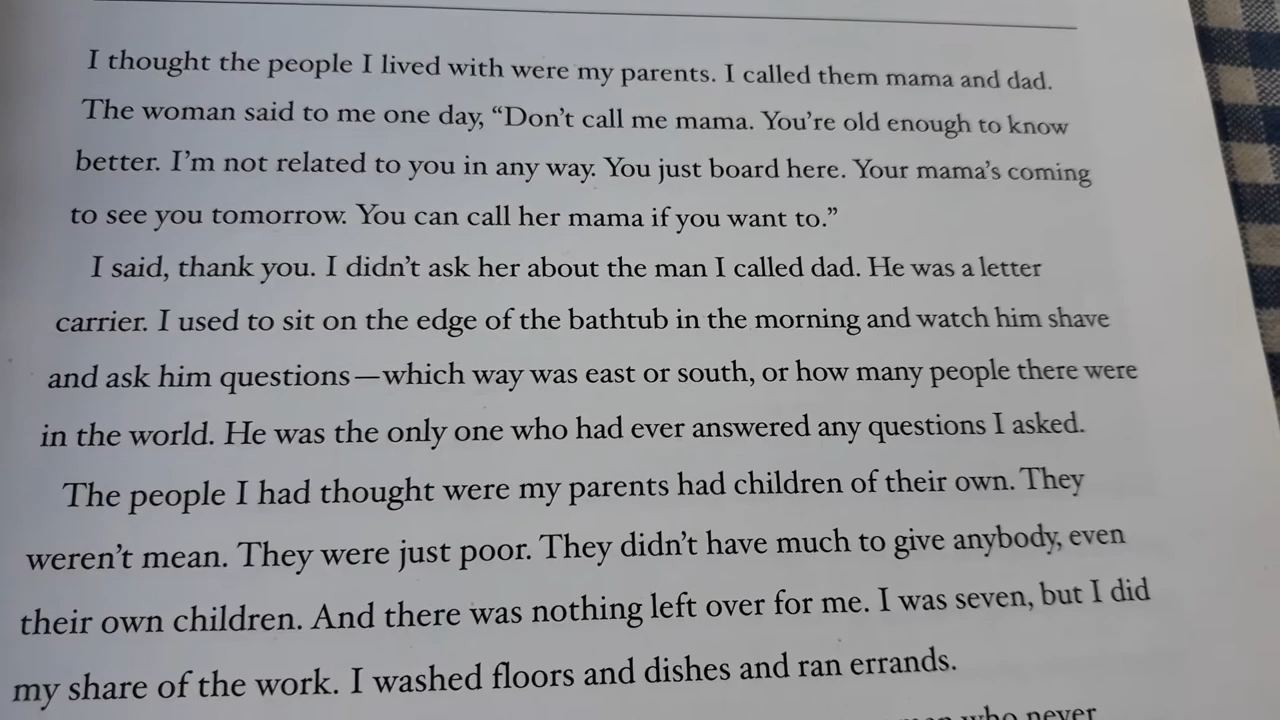 I thought the people I lived with were my parents. I called them mama and dad.
The woman said to me one day, “Don’t call me mama. You’re old enough to know
better. I’m not related to you in any way. You just board here. Your mama’s coming
to see you tomorrow. You can call her mama if you want to.”
I said, thank you. I didn’t ask her about the man I called dad. He was a letter
carrier. I used to sit on the edge of the bathtub in the morning and watch him shave
and ask him questions—which way was east or south, or how many people there were
in the world. He was the only one who had ever answered any questions I asked.
The people I had thought were my parents had children of their own. They
weren’t mean. They were just poor. They didn’t have much to give anybody, even
their own children. And there was nothing left over for me. I was seven, but I did
my share of the work. I washed floors and dishes and ran errands.
who never